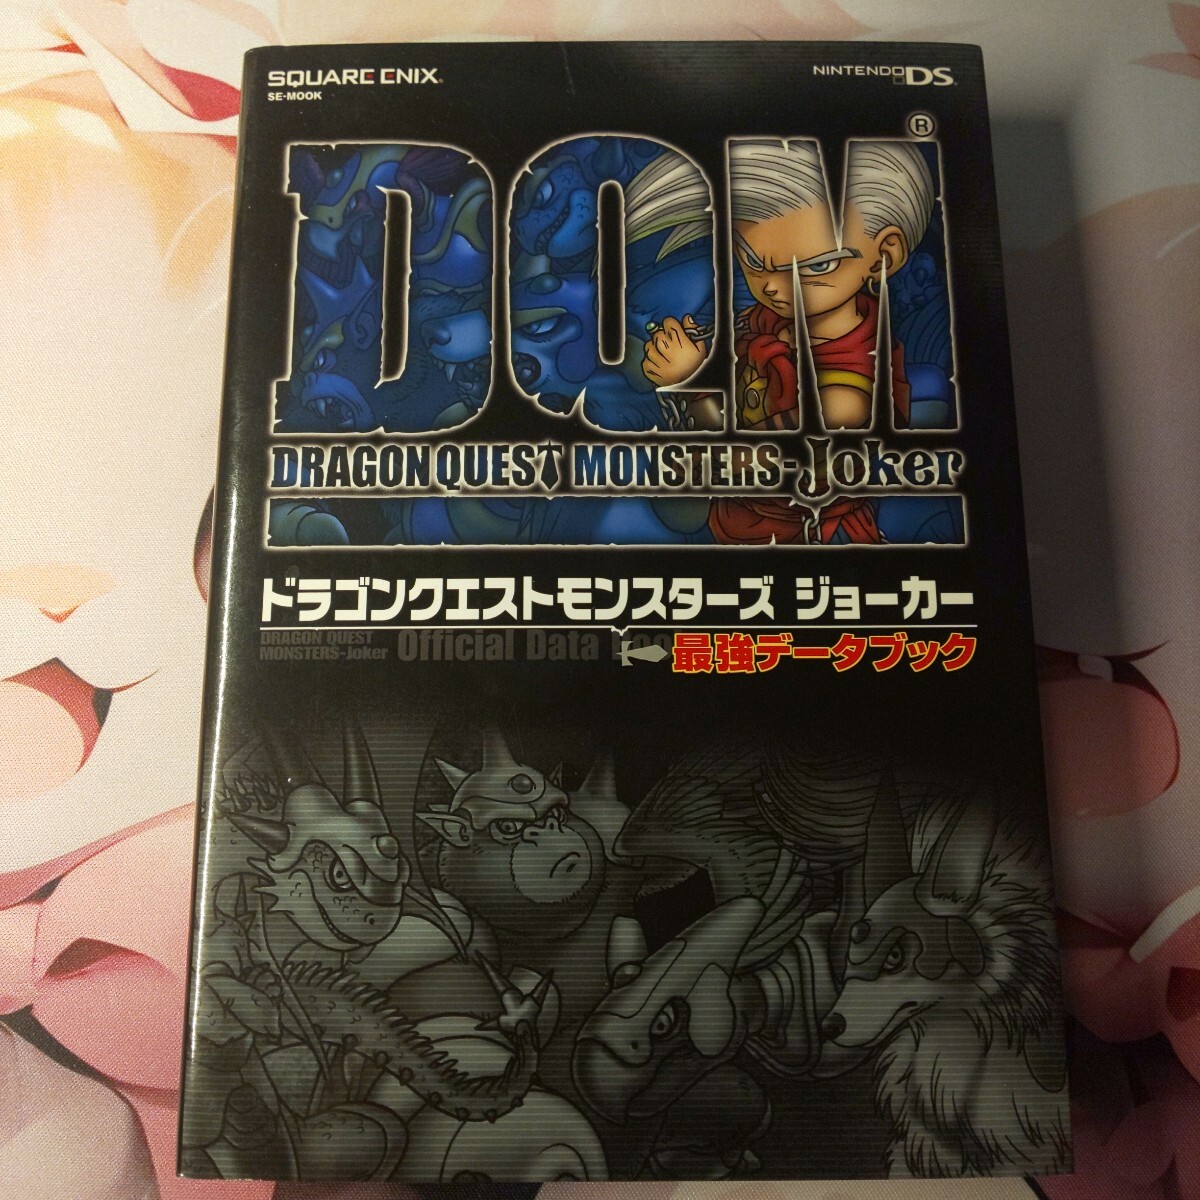 SQUARE ENIX®
SE-MOOK
NINTENDO DS™
DQM®
DRAGON QUEST MONSTERS-Joker
ドラゴンクエストモンスターズ ジョーカー
DRAGON QUEST
MONSTERS-Joker
Official Data
最強データブック